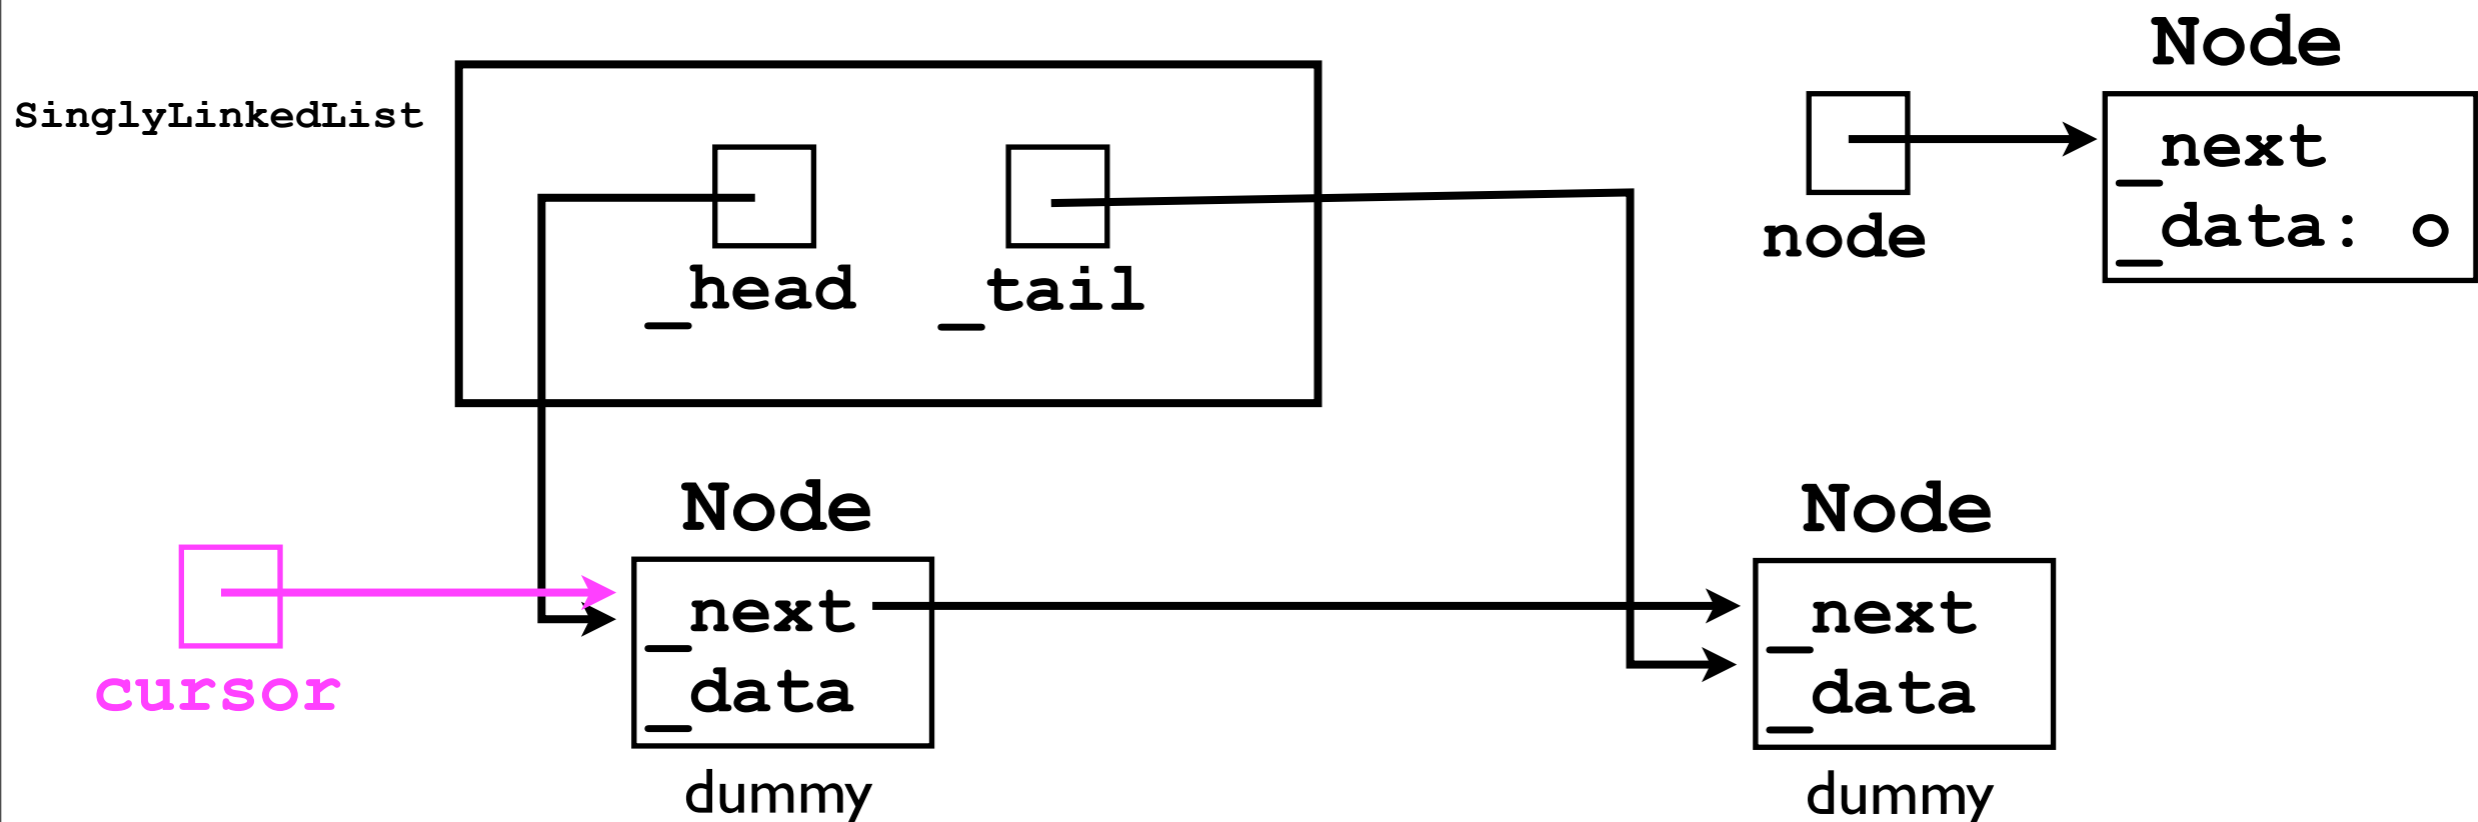 SinglyLinkedList
_head
_tail
node
Node
_next
_data: o
cursor
Node
_next
_data
dummy
Node
_next
_data
dummy